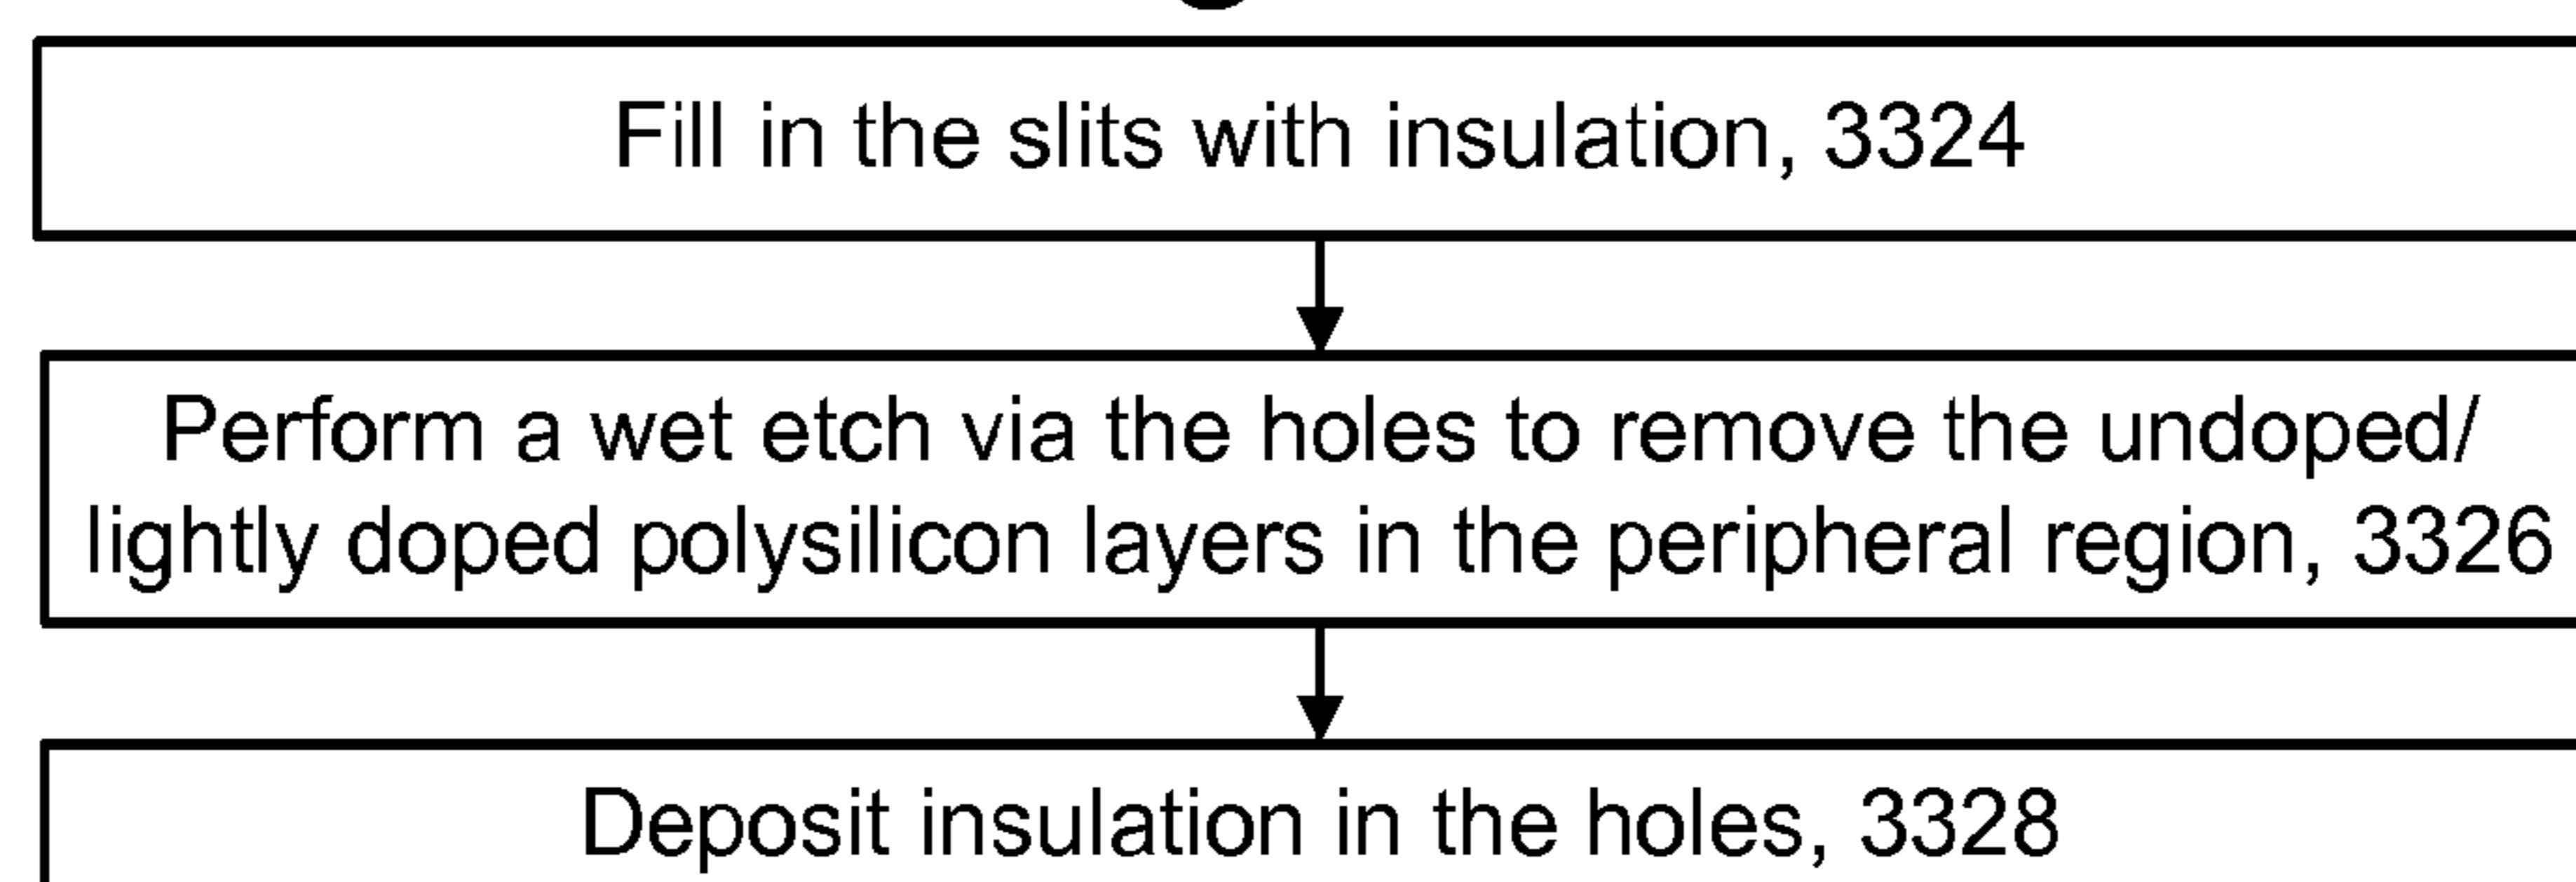 Fill in the slits with insulation, 3324
Perform a wet etch via the holes to remove the undoped/
lightly doped polysilicon layers in the peripheral region, 3326
Deposit insulation in the holes, 3328